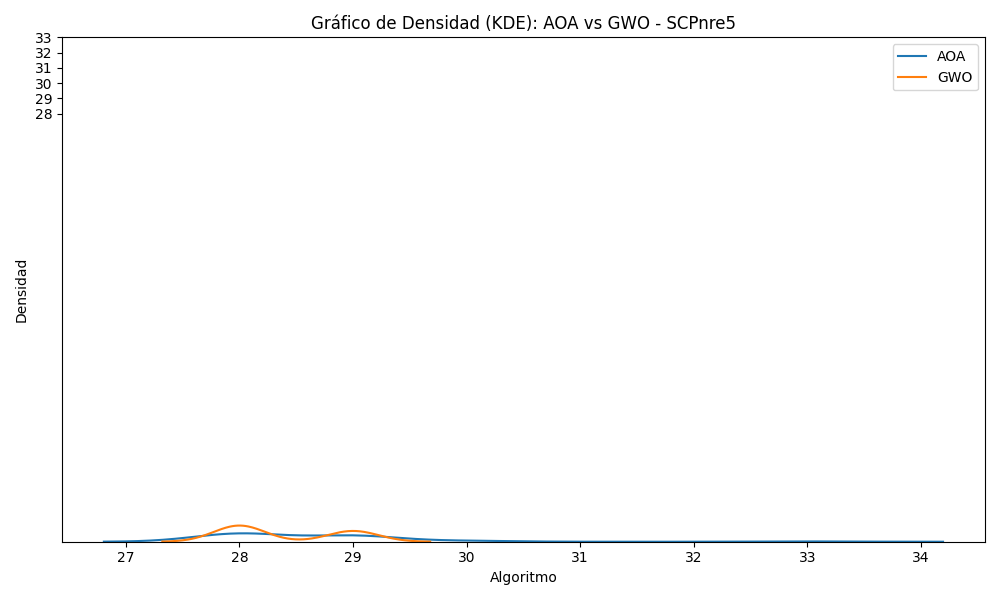 Gráfico de Densidad (KDE): AOA vs GWO - SCPnre5
AOA
GWO
33
32
31
30
29
28
Densidad
27 28 29 30 31 32 33 34
Algoritmo